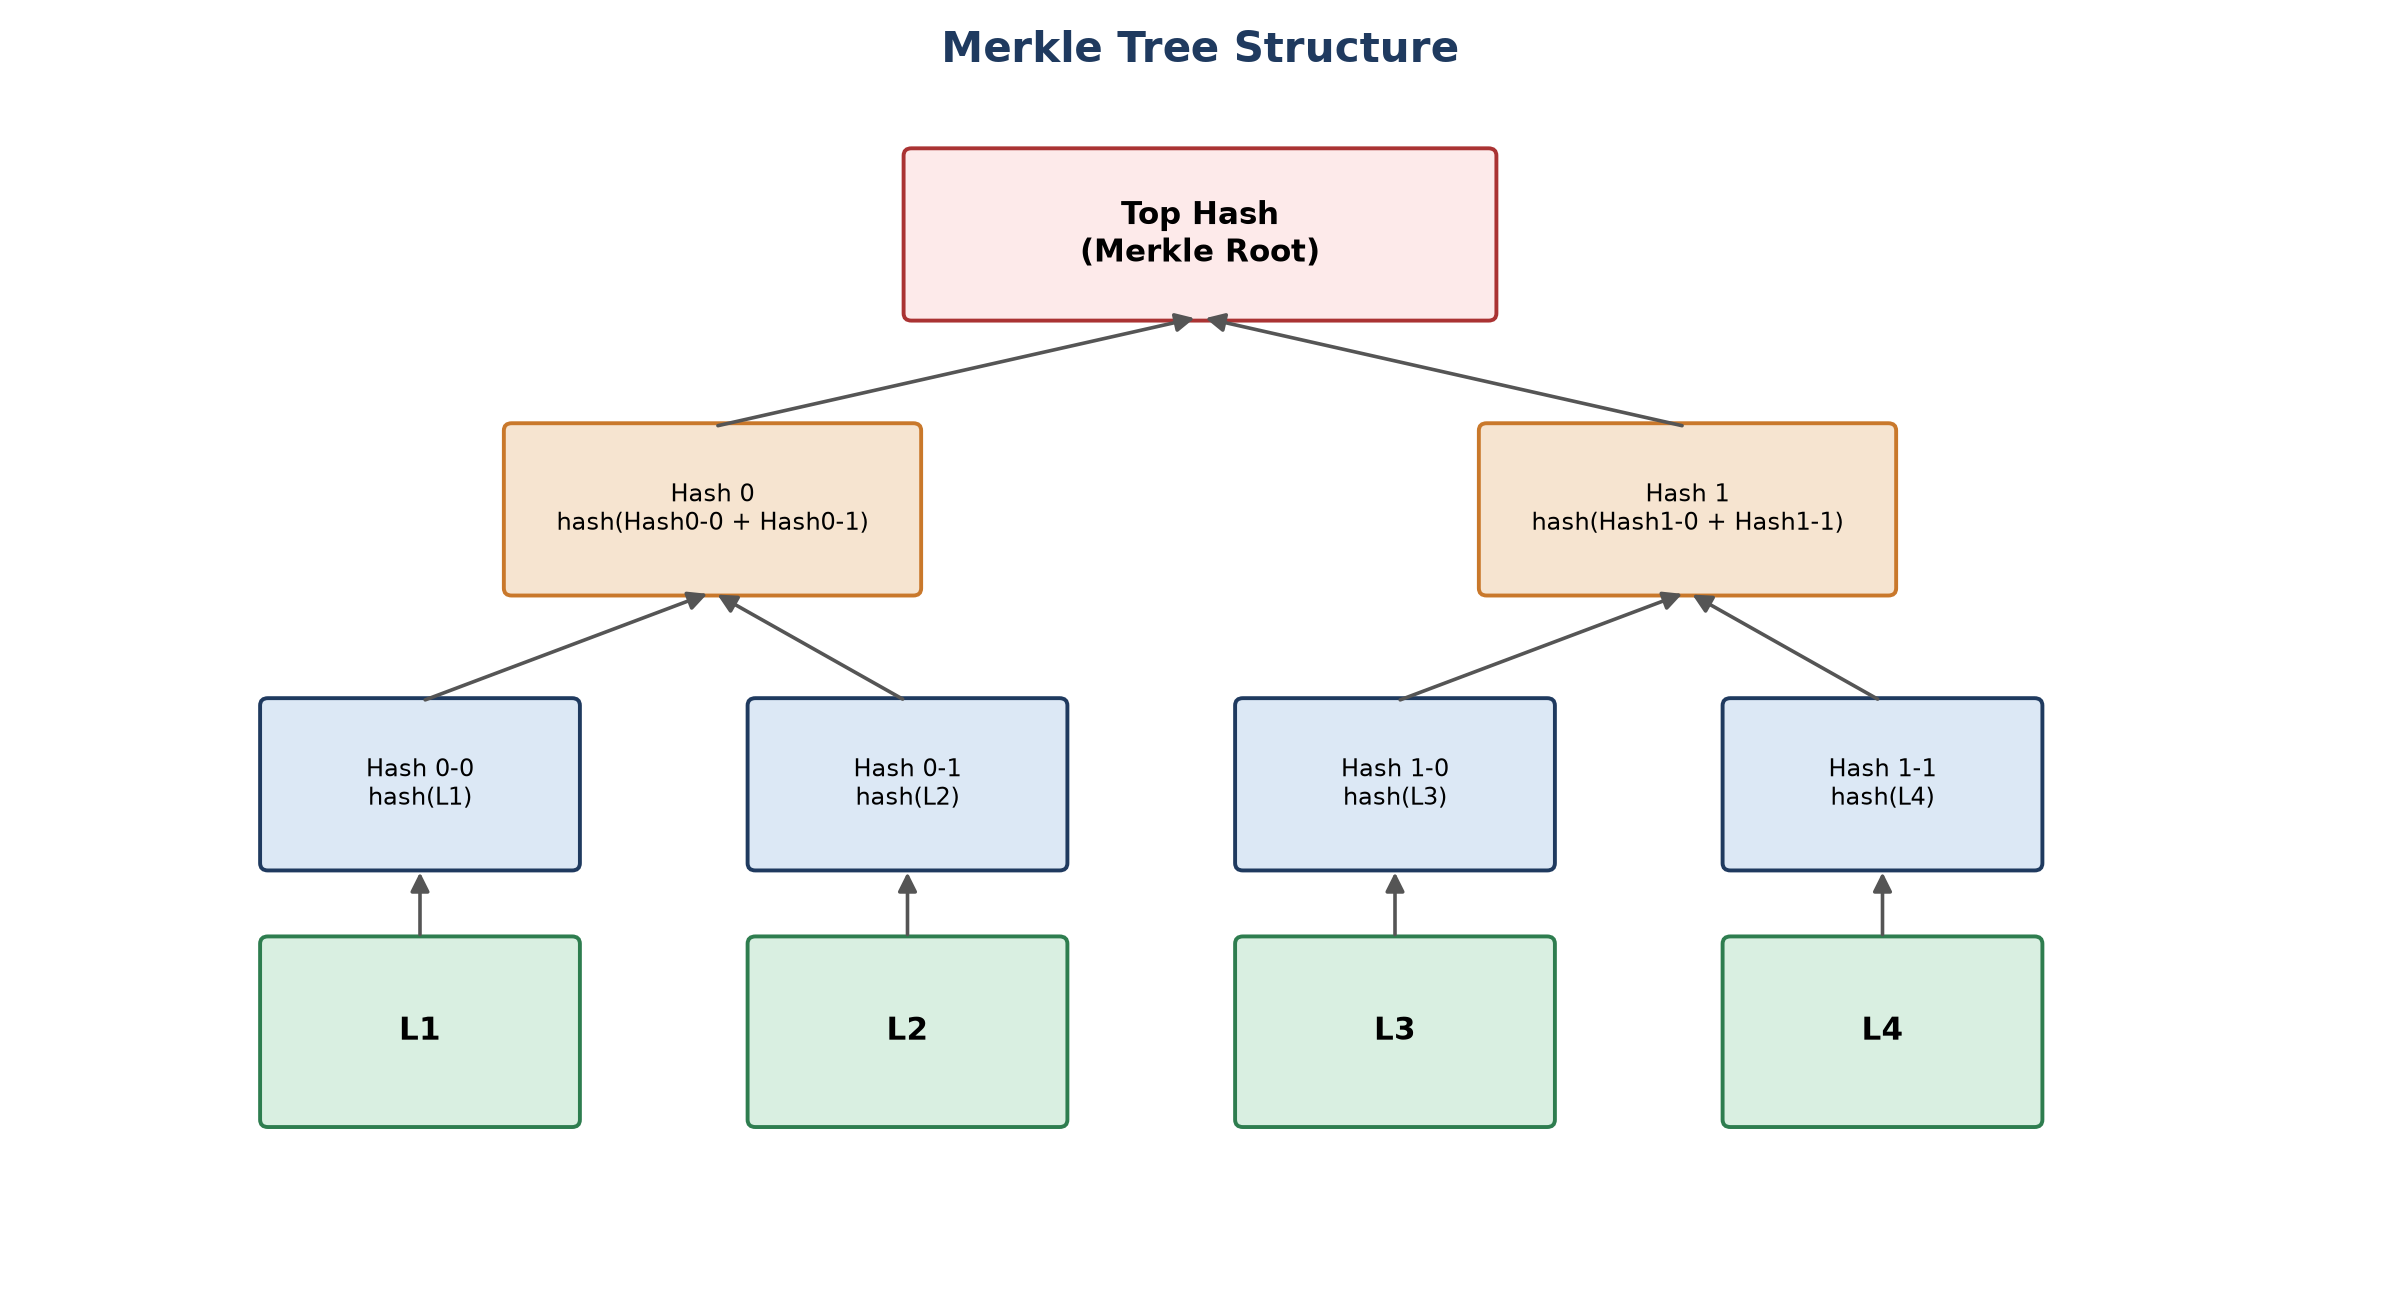 Merkle Tree Structure
Top Hash
(Merkle Root)
Hash 0
hash(Hash0-0 + Hash0-1)
Hash 1
hash(Hash1-0 + Hash1-1)
Hash 0-0
hash(L1)
Hash 0-1
hash(L2)
Hash 1-0
hash(L3)
Hash 1-1
hash(L4)
L1
L2
L3
L4